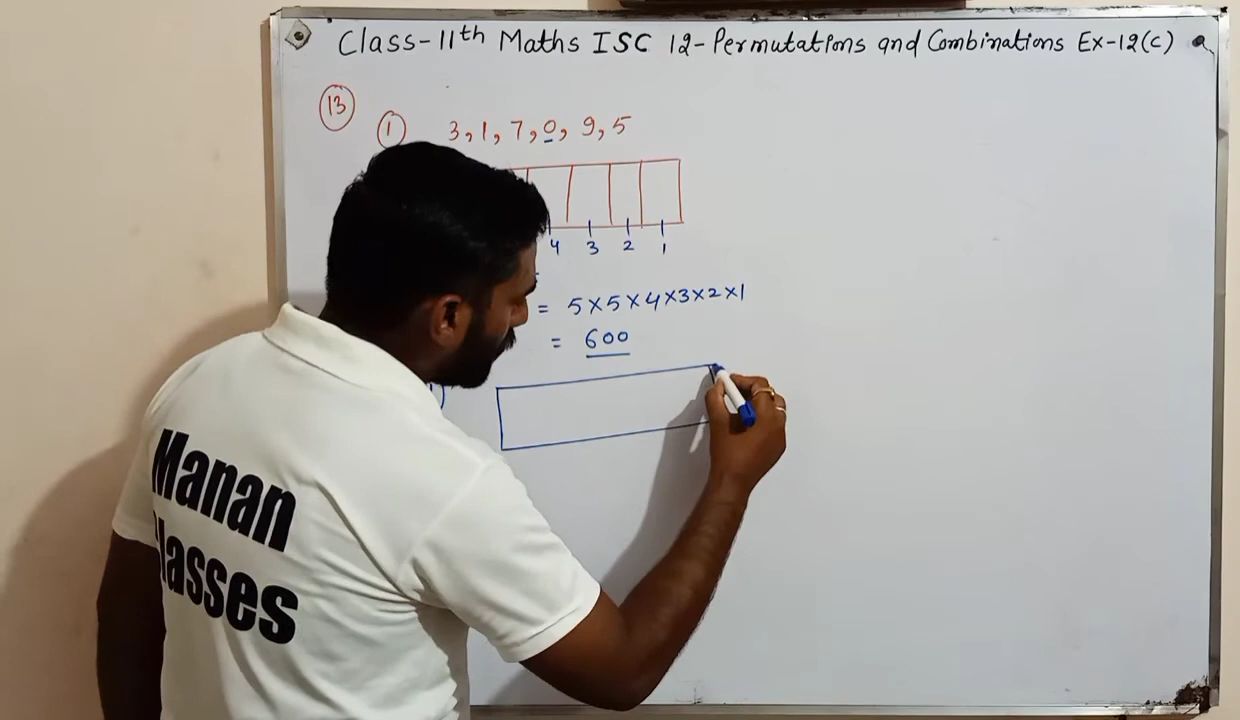 Class-11th Maths ISC 12-Permutations and Combinations Ex-12(c)
13
1 3,1,7,0,9,5
4 3 2 1
= 5×5×4×3×2×1
= 600
Manan
lasses